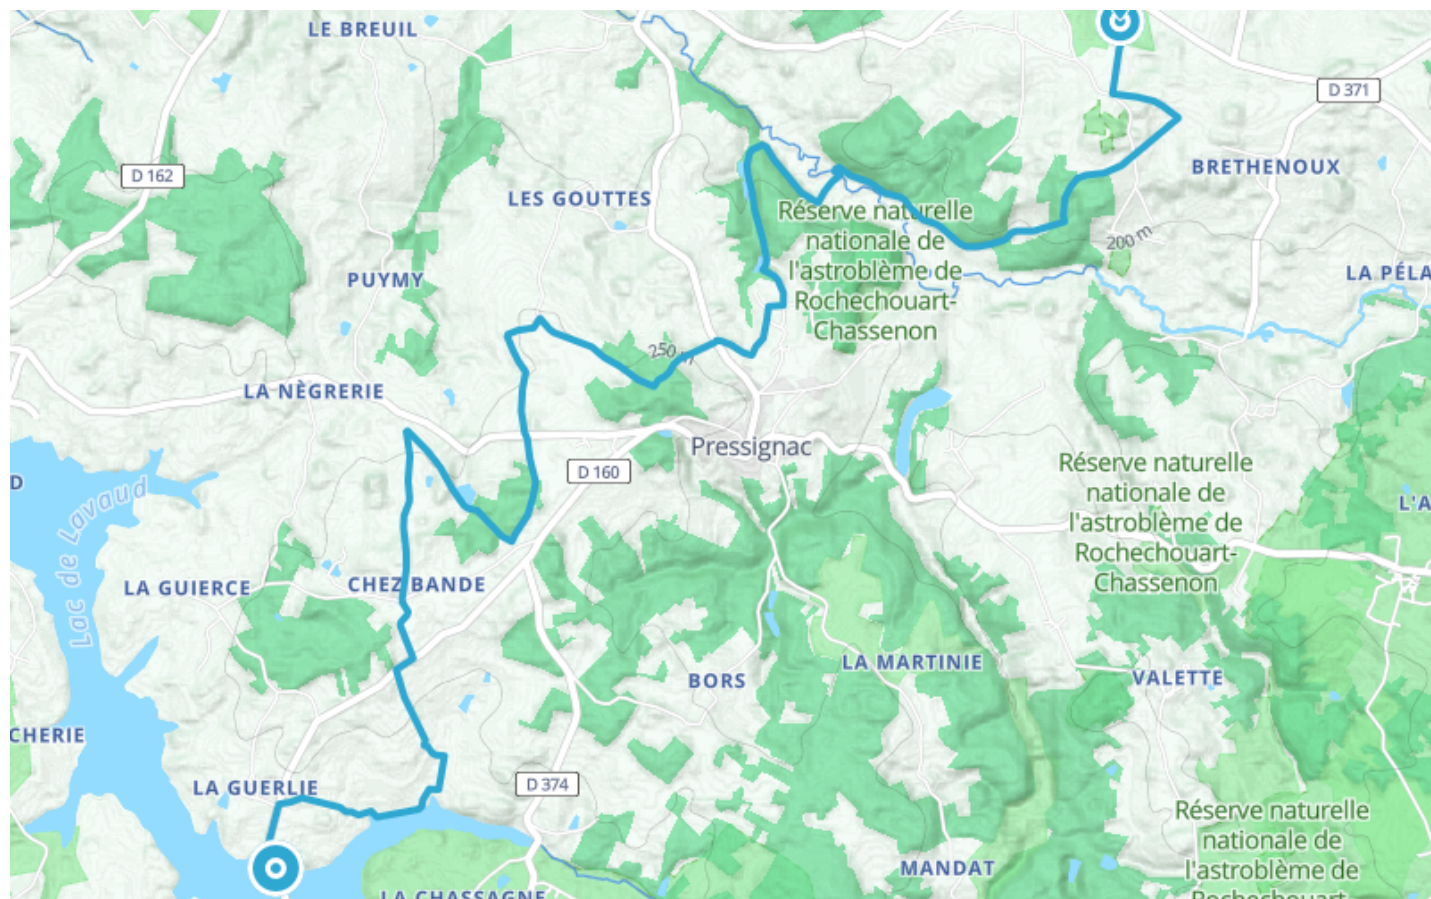 LE BREUIL
D 371
D 162
BRETHENOUX
LES GOUTTES
Réserve naturelle
nationale de
l'astroblème de
Rochechouart-
Chassenon
200 m
LA PÉLA
PUYMY
250 m
LA NÈGRERIE
Pressignac
D 160
D
Lac de Lavaud
Réserve naturelle
nationale de
l'astroblème de
Rochechouart-
Chassenon
L'A
LA GUIERCE
CHEZ BANDE
BORS
LA MARTINIE
VALETTE
CHERIE
LA GUERLIE
D 374
Réserve naturelle
nationale de
l'astroblème de
Rochechouart-
MANDAT
LA CHASSAGNE